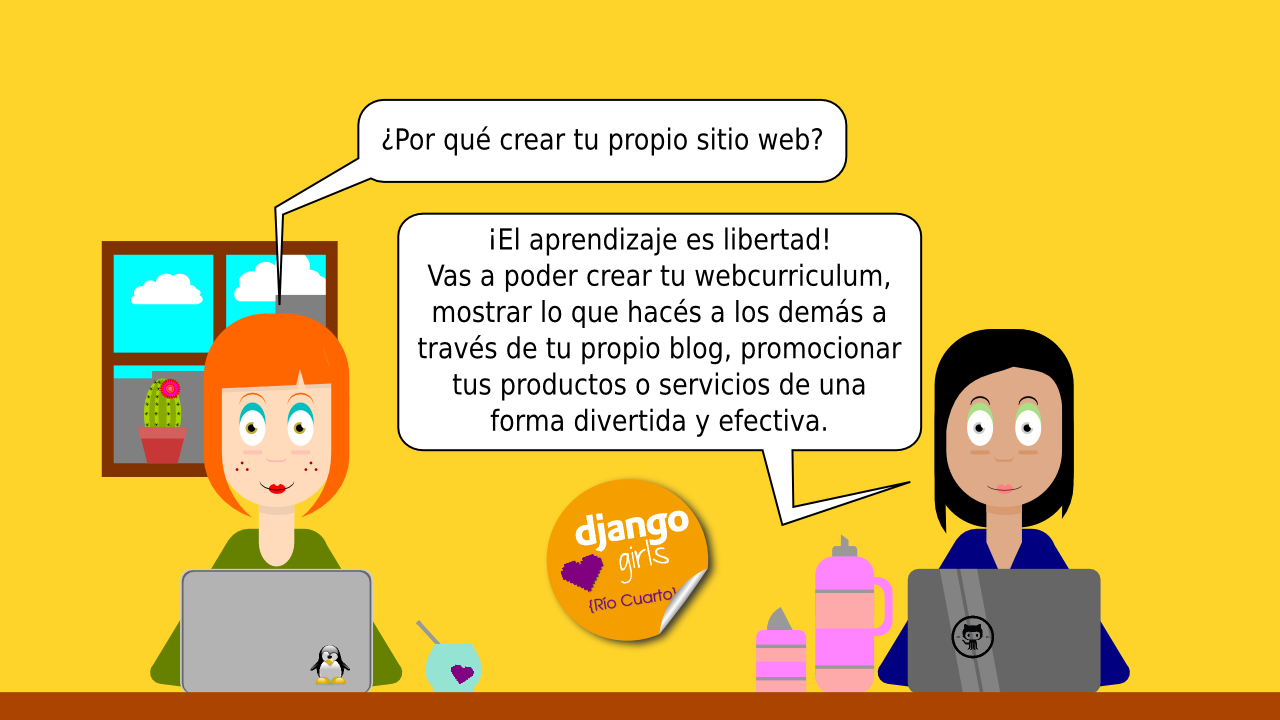 ¿Por qué crear tu propio sitio web?
¡El aprendizaje es libertad!
Vas a poder crear tu webcurriculum,
mostrar lo que hacés a los demás a
través de tu propio blog, promocionar
tus productos o servicios de una
forma divertida y efectiva.
django
girls
{Río Cuarto}